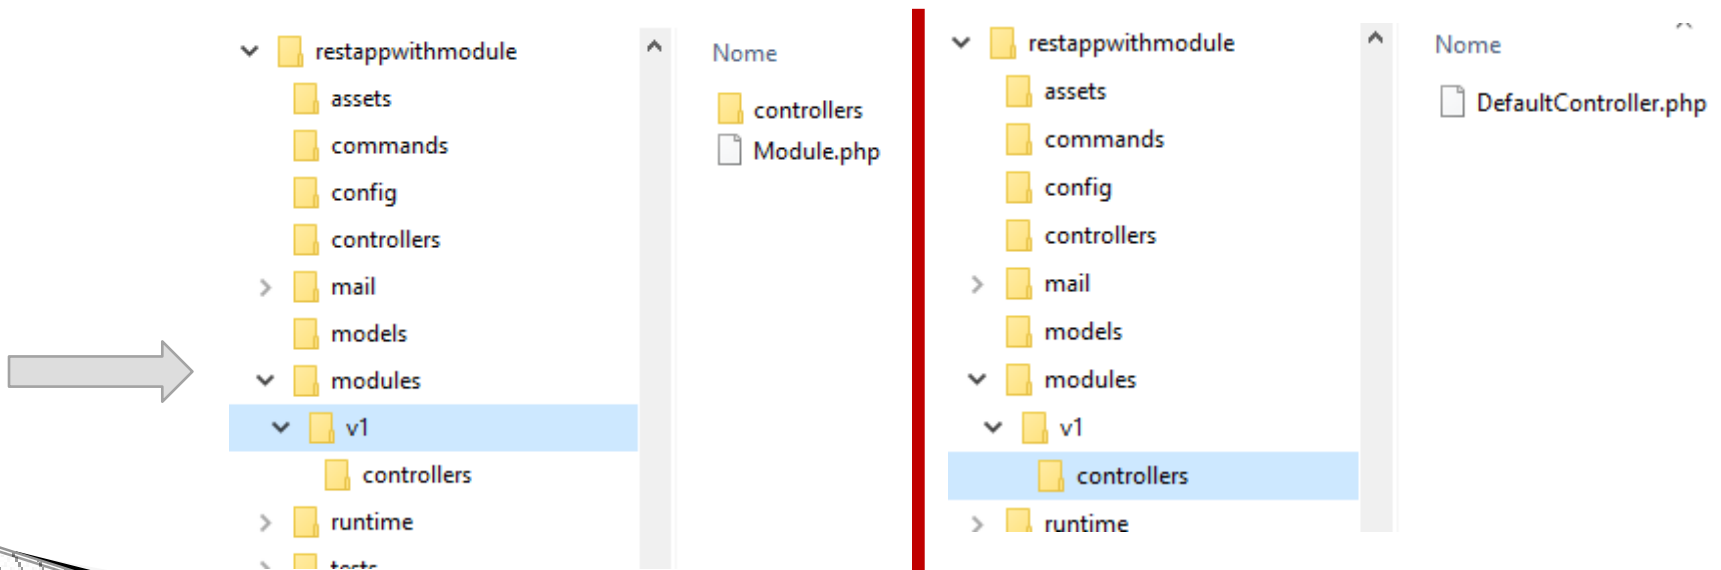 restappwithmodule
assets
commands
config
controllers
mail
models
modules
v1
controllers
runtime
tests
Nome
controllers
Module.php
restappwithmodule
assets
commands
config
controllers
mail
models
modules
v1
controllers
runtime
Nome
DefaultController.php